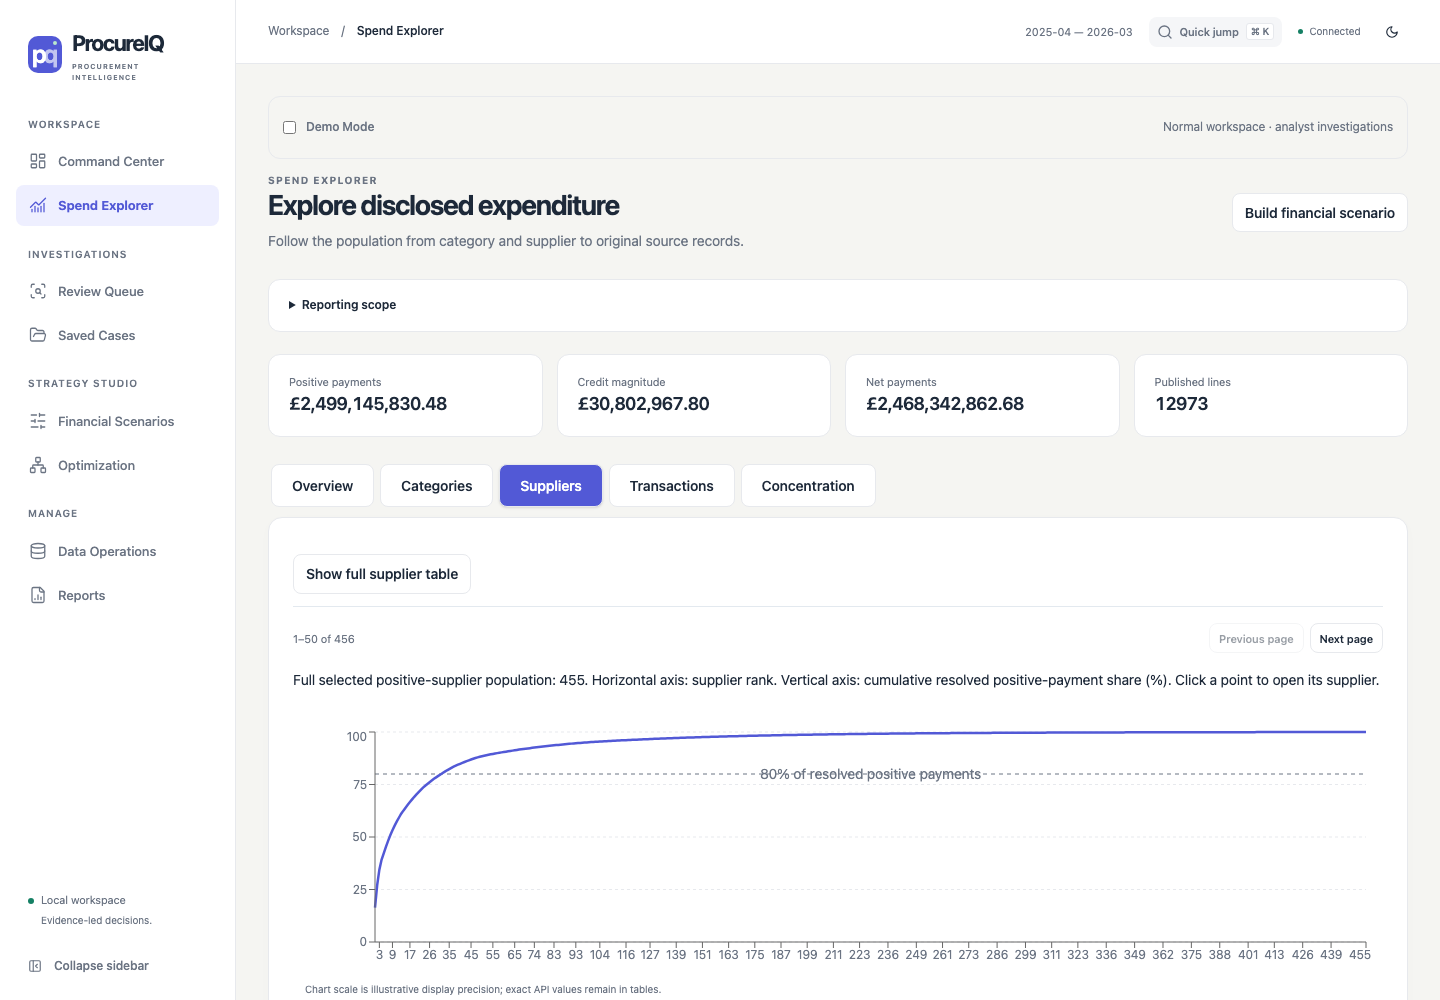 pq
ProcureIQ
PROCUREMENT
INTELLIGENCE
WORKSPACE
Command Center
Spend Explorer
INVESTIGATIONS
Review Queue
Saved Cases
STRATEGY STUDIO
Financial Scenarios
Optimization
MANAGE
Data Operations
Reports
Local workspace
Evidence-led decisions.
Collapse sidebar
Workspace / Spend Explorer
2025-04 — 2026-03
Quick jump ⌘ K
Connected
Demo Mode
Normal workspace · analyst investigations
SPEND EXPLORER
Explore disclosed expenditure
Follow the population from category and supplier to original source records.
Build financial scenario
Reporting scope
Positive payments
£2,499,145,830.48
Credit magnitude
£30,802,967.80
Net payments
£2,468,342,862.68
Published lines
12973
Overview Categories Suppliers Transactions Concentration
Show full supplier table
1–50 of 456
Previous page Next page
Full selected positive-supplier population: 455. Horizontal axis: supplier rank. Vertical axis: cumulative resolved positive-payment share (%). Click a point to open its supplier.
100
80% of resolved positive payments
75
50
25
0
3 9 17 26 35 45 55 65 74 83 93 104 116 127 139 151 163 175 187 199 211 223 236 249 261 273 286 299 311 323 336 349 362 375 388 401 413 426 439 455
Chart scale is illustrative display precision; exact API values remain in tables.